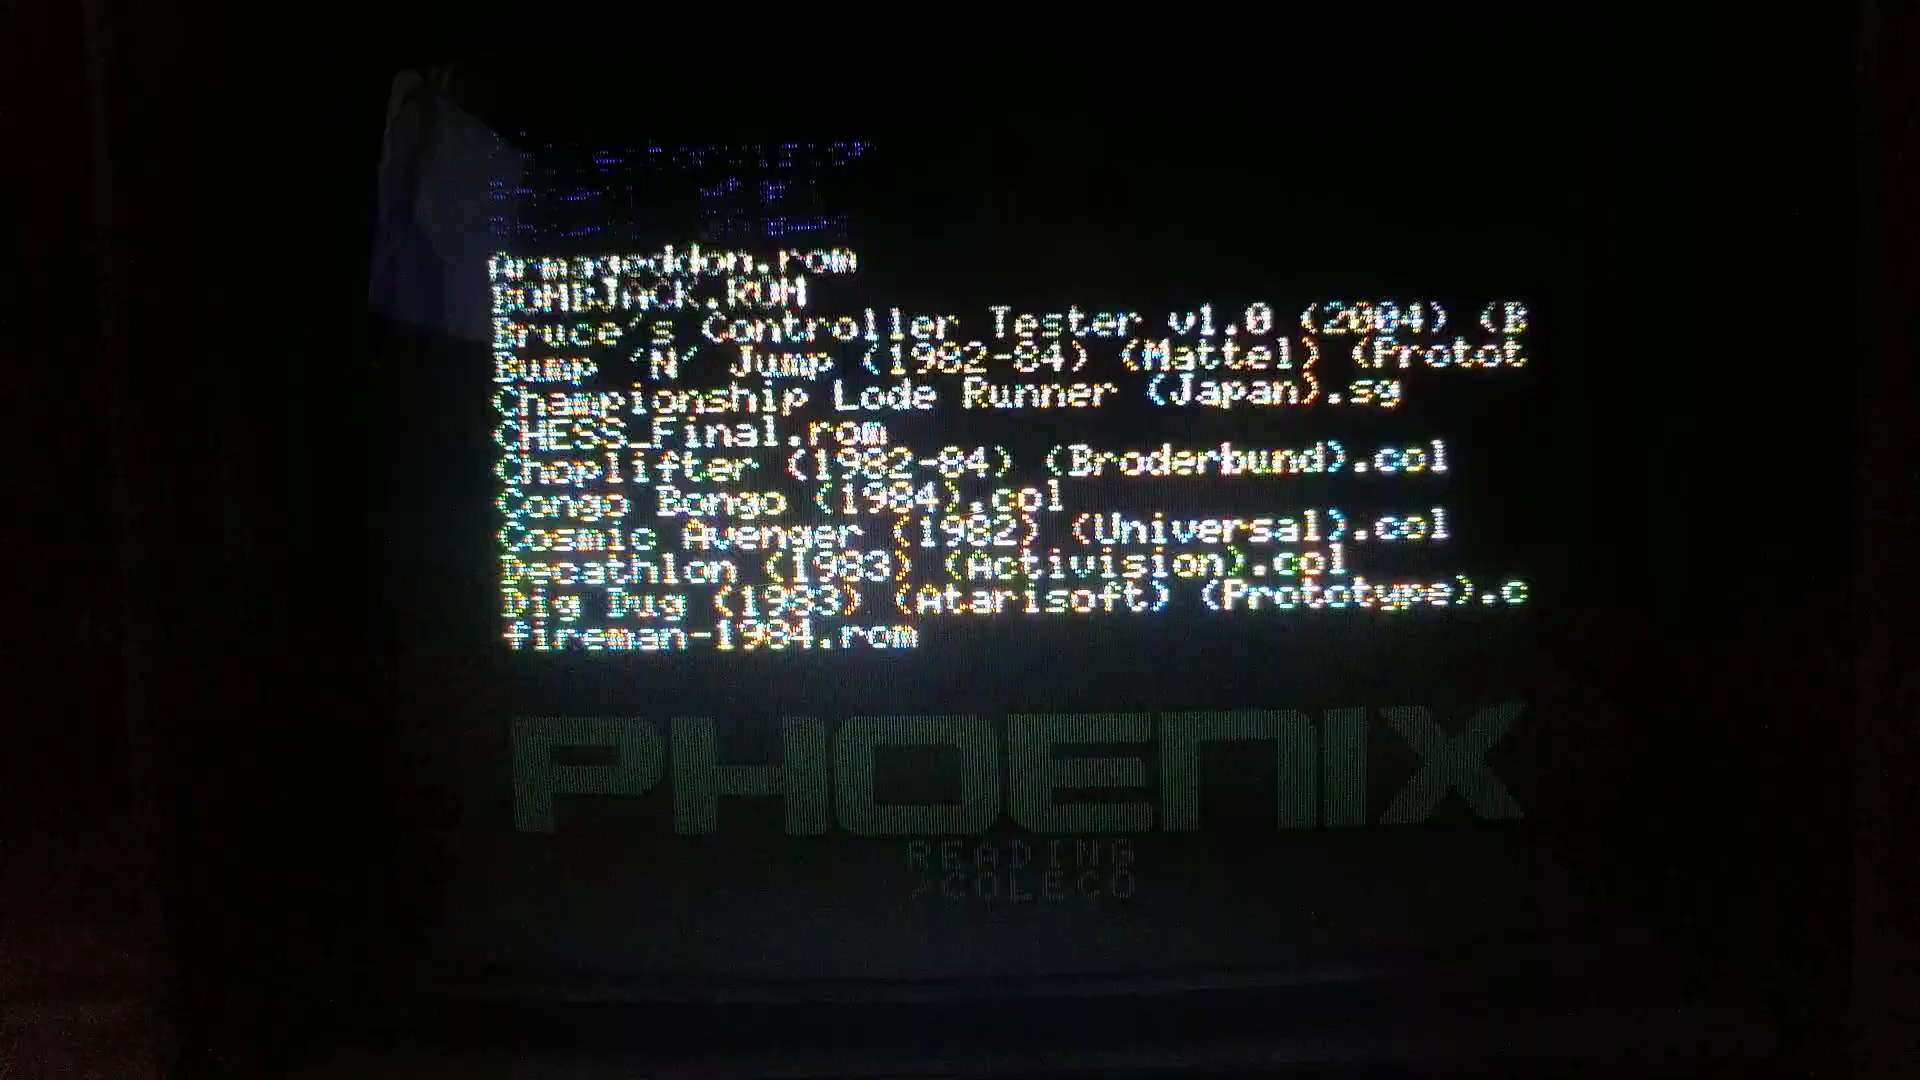 Armageddon.rom
BOMBJACK.ROM
Bruce's Controller Tester v1.0 (2004) (B
Bump 'N' Jump (1982-84) (Mattel) (Protot
Championship Lode Runner (Japan).sg
CHESS_Final.rom
Choplifter (1982-84) (Broderbund).col
Congo Bongo (1984).col
Cosmic Avenger (1982) (Universal).col
Decathlon (1983) (Activision).col
Dig Dug (1983) (Atarisoft) (Prototype).c
fireman-1984.rom
PHOENIX
READING
>COLECO